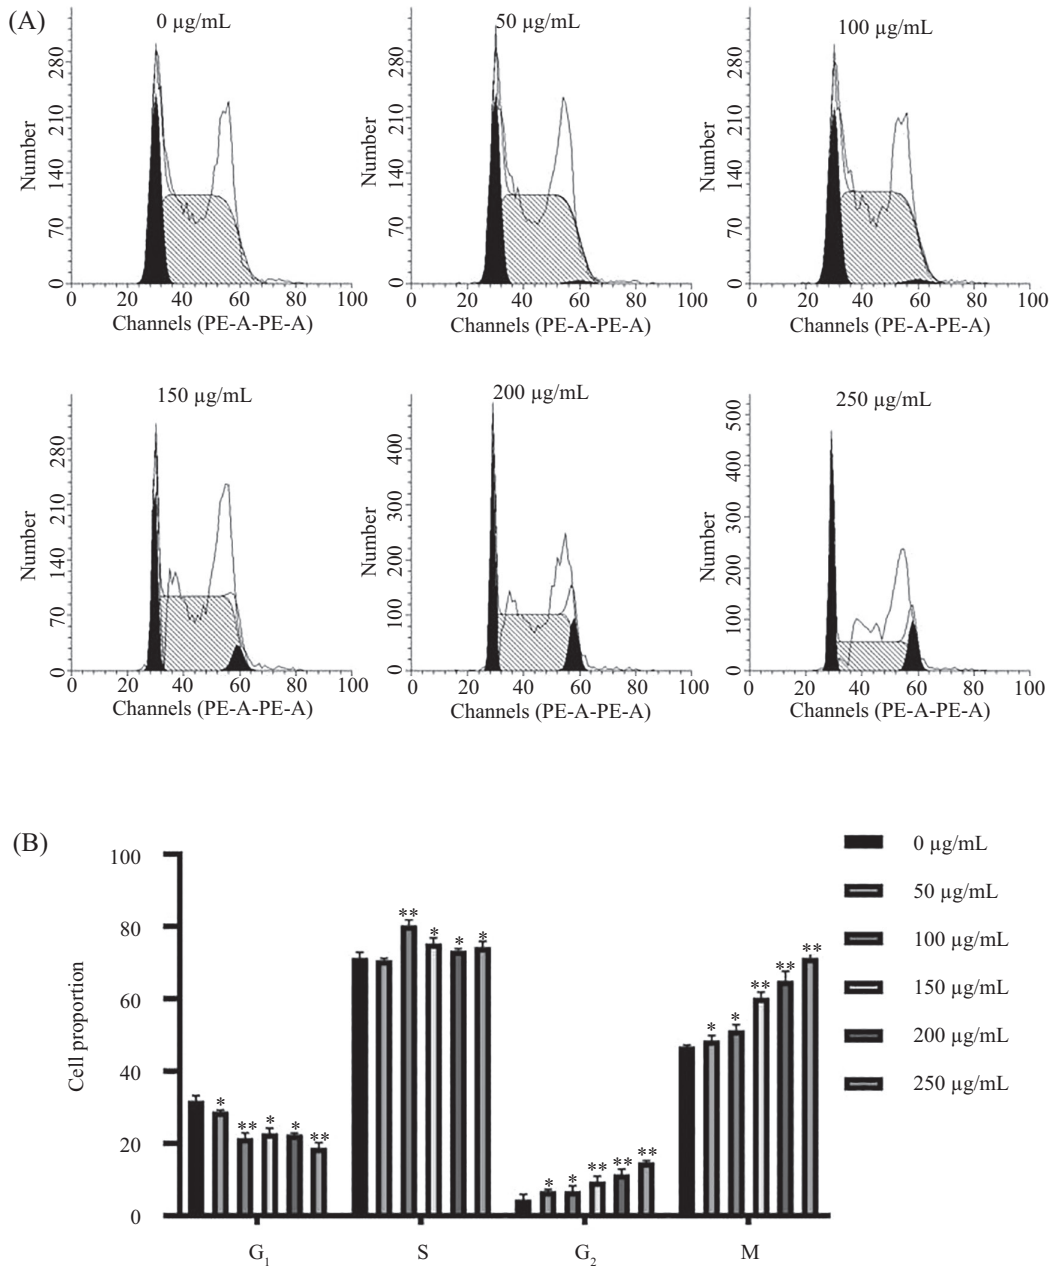 (A)
0 µg/mL
50 µg/mL
100 µg/mL
Number
280
210
140
70
0
0 20 40 60 80 100
Channels (PE-A-PE-A)
Number
280
210
140
70
0
0 20 40 60 80 100
Channels (PE-A-PE-A)
Number
280
210
140
70
0
0 20 40 60 80 100
Channels (PE-A-PE-A)
150 µg/mL
200 µg/mL
250 µg/mL
Number
280
210
140
70
0
0 20 40 60 80 100
Channels (PE-A-PE-A)
Number
400
300
200
100
0
0 20 40 60 80 100
Channels (PE-A-PE-A)
Number
500
400
300
200
100
0
0 20 40 60 80 100
Channels (PE-A-PE-A)
(B)
Cell proportion
100
80
60
40
20
0
* ** * * **
** * * *
* * ** ** **
* * ** ** **
G₁ S G₂ M
0 µg/mL
50 µg/mL
100 µg/mL
150 µg/mL
200 µg/mL
250 µg/mL